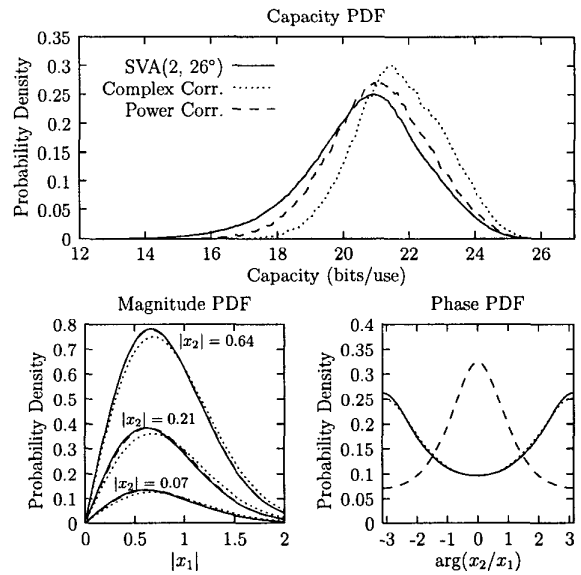 Capacity PDF
Probability Density
0.35
0.3
0.25
0.2
0.15
0.1
0.05
0
SVA(2, 26°)
Complex Corr.
Power Corr.
12 14 16 18 20 22 24 26
Capacity (bits/use)
Magnitude PDF
Probability Density
0.8
0.7
0.6
0.5
0.4
0.3
0.2
0.1
0
|x₂| = 0.64
|x₂| = 0.21
|x₂| = 0.07
0 0.5 1 1.5 2
|x₁|
Phase PDF
Probability Density
0.4
0.35
0.3
0.25
0.2
0.15
0.1
0.05
0
-3 -2 -1 0 1 2 3
arg(x₂/x₁)